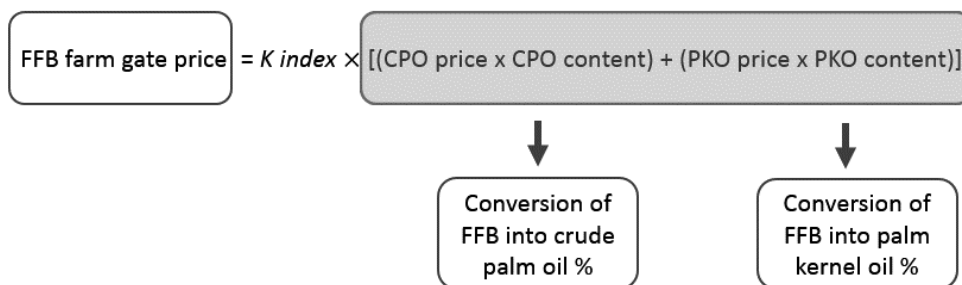 FFB farm gate price = K index × [(CPO price x CPO content) + (PKO price x PKO content)]
Conversion of
FFB into crude
palm oil %
Conversion of
FFB into palm
kernel oil %